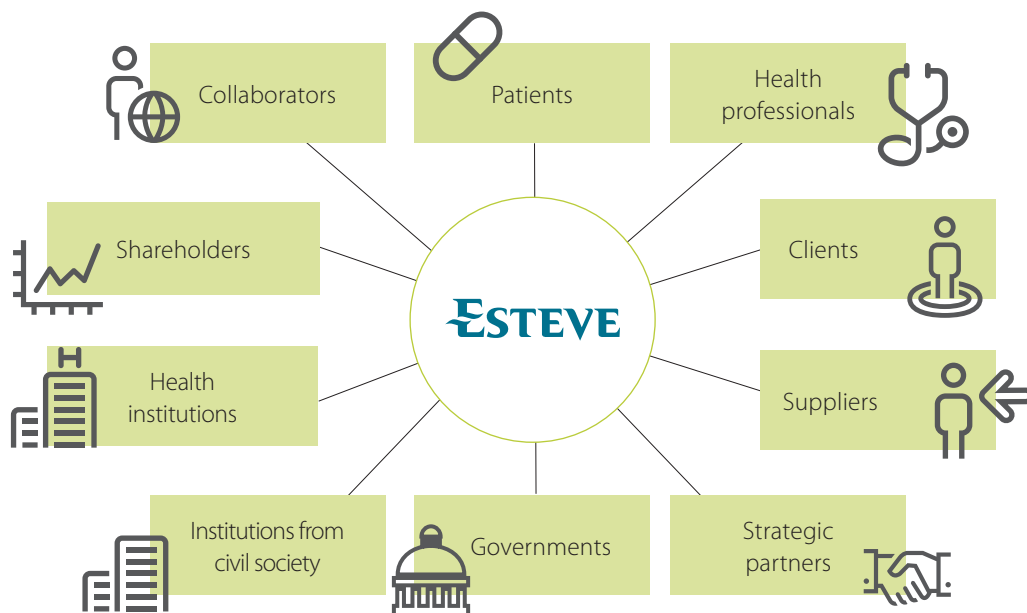 Collaborators
Patients
Health
professionals
Shareholders
Clients
ESTEVE
Health
institutions
Suppliers
Institutions from
civil society
Governments
Strategic
partners